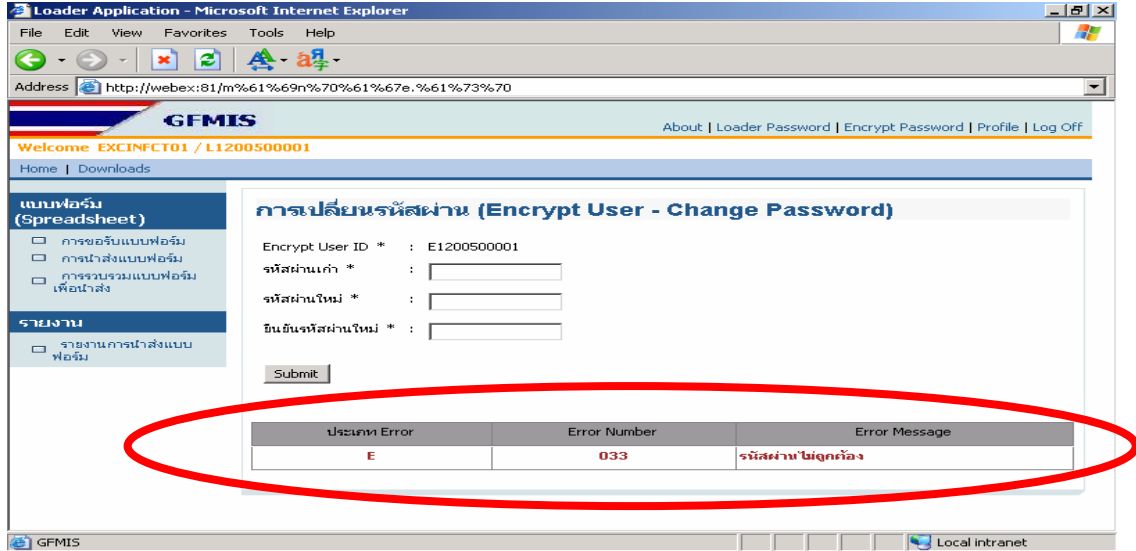 Loader Application - Microsoft Internet Explorer
File Edit View Favorites Tools Help
Address http://webex:81/m%61%69n%70%61%67e.%61%73%70
GFMIS
About | Loader Password | Encrypt Password | Profile | Log Off
Welcome EXCINFCT01 / L1200500001
Home | Downloads
แบบฟอร์ม
(Spreadsheet)
การขอรับแบบฟอร์ม
การนำส่งแบบฟอร์ม
การรวบรวมแบบฟอร์ม
เพื่อนำส่ง
รายงาน
รายงานการนำส่งแบบ
ฟอร์ม
การเปลี่ยนรหัสผ่าน (Encrypt User - Change Password)
Encrypt User ID * : E1200500001
รหัสผ่านเก่า * :
รหัสผ่านใหม่ * :
ยืนยันรหัสผ่านใหม่ * :
Submit
ประเภท Error Error Number Error Message
E 033 รหัสผ่านไม่ถูกต้อง
GFMIS Local intranet